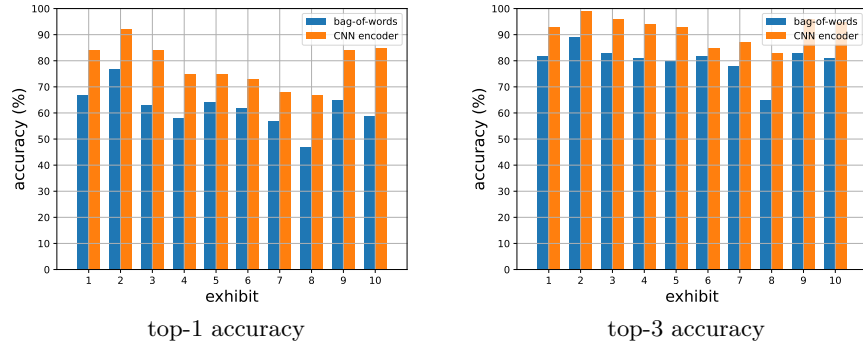 100
90
80
70
60
50
40
30
20
10
0
accuracy (%)
bag-of-words
CNN encoder
1 2 3 4 5 6 7 8 9 10
exhibit
top-1 accuracy
100
90
80
70
60
50
40
30
20
10
0
accuracy (%)
bag-of-words
CNN encoder
1 2 3 4 5 6 7 8 9 10
exhibit
top-3 accuracy